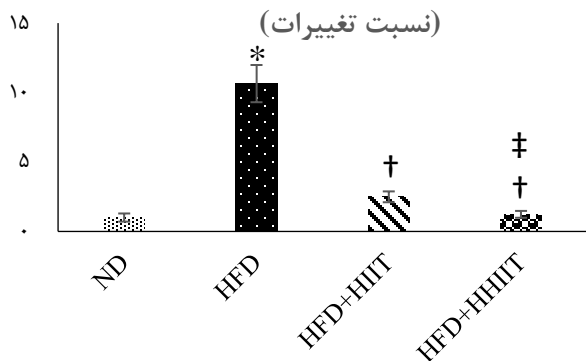 (نسبت تغییرات)
۱۵
۱۰
۵
۰
*
†
‡
†
ND
HFD
HFD+HIIT
HFD+HHIIT